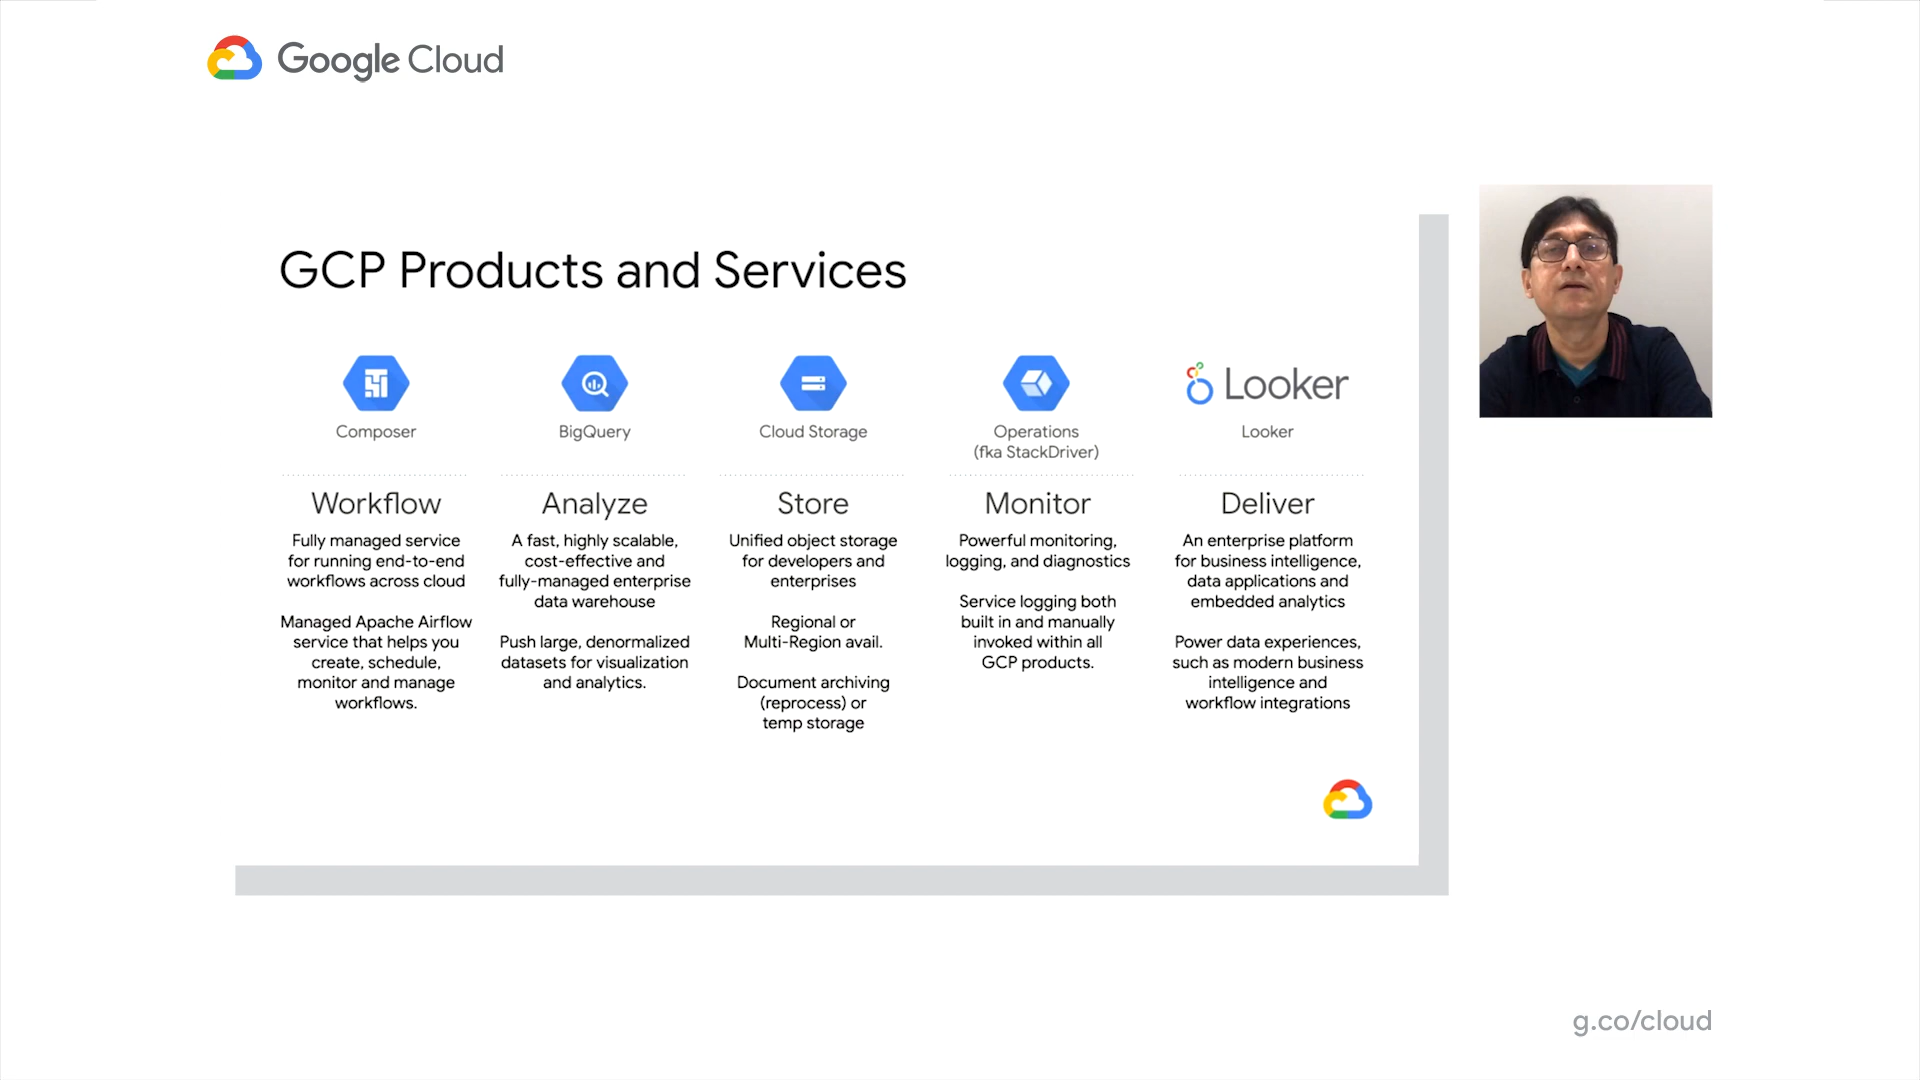 Google Cloud
GCP Products and Services
Composer
Workflow
Fully managed service
for running end-to-end
workflows across cloud
Managed Apache Airflow
service that helps you
create, schedule,
monitor and manage
workflows.
BigQuery
Analyze
A fast, highly scalable,
cost-effective and
fully-managed enterprise
data warehouse
Push large, denormalized
datasets for visualization
and analytics.
Cloud Storage
Store
Unified object storage
for developers and
enterprises
Regional or
Multi-Region avail.
Document archiving
(reprocess) or
temp storage
Operations
(fka StackDriver)
Monitor
Powerful monitoring,
logging, and diagnostics
Service logging both
built in and manually
invoked within all
GCP products.
Looker
Looker
Deliver
An enterprise platform
for business intelligence,
data applications and
embedded analytics
Power data experiences,
such as modern business
intelligence and
workflow integrations
g.co/cloud